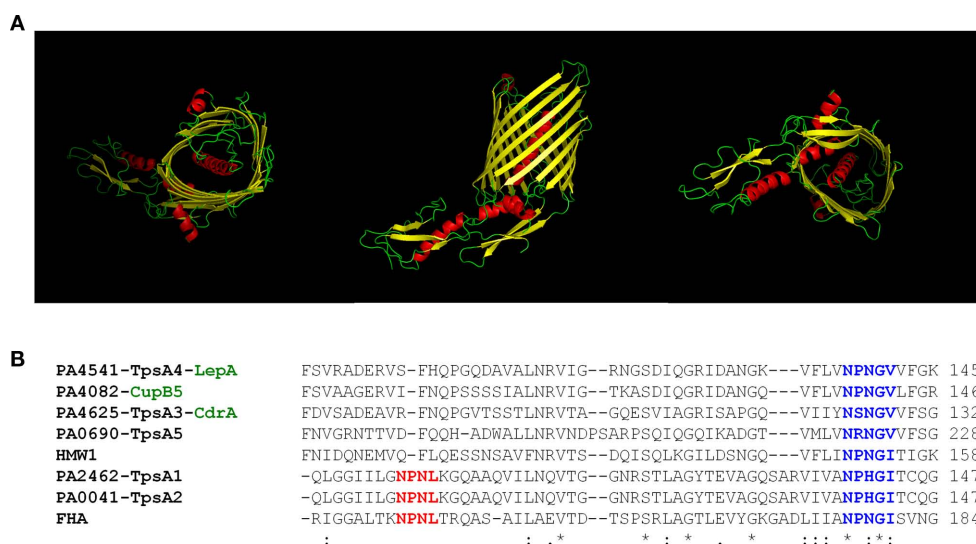 A
B
PA4541-TpsA4-LepA FSVRADERVS-FHQPGQDAVALNRVIG--RNGSDIQGRIDANGK---VFLVNPNGVVFGK 145
PA4082-CupB5 FSVAAGERVI-FNQPSSSSIALNRVIG--TKASDIQGRIDANGQ---VFLVNPNGVLFGR 146
PA4625-TpsA3-CdrA FDVSADEAVR-FNQPGVTSSTLNRVTA--GQESVIAGRISAPGQ---VIIYNSNGVVFSG 132
PA0690-TpsA5 FNVGRNTTVD-FQQH-ADWALLNRVNDPSARPSQIQGQIKADGT---VMLVNRNGVVFSG 228
HMW1 FNIDQNEMVQ-FLQESSNSAVFNRVTS--DQISQLKGILDSNGQ---VFLINPNGITIGK 158
PA2462-TpsA1 -QLGGIILGNPNLKGQAAQVILNQVTG--GNRSTLAGYTEVAGQSARVIVANPHGITCQG 147
PA0041-TpsA2 -QLGGIILGNPNLKGQAAQVILNQVTG--GNRSTLAGYTEVAGQSARVIVANPHGITCQG 147
FHA -RIGGALTKNPNLTRQAS-AILAEVTD--TSPSRLAGTLEVYGKGADLIIANPNGISVNG 184
: : .* * : * * ::: * :**: